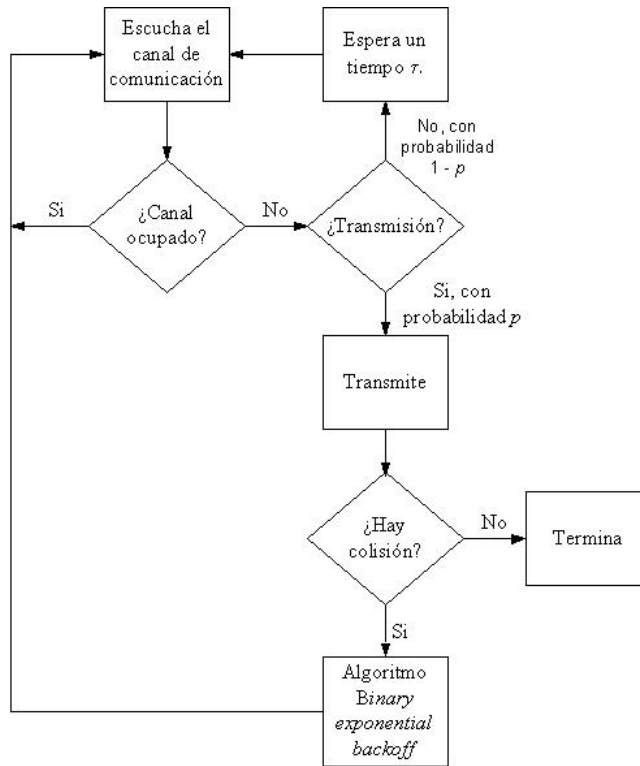 Escucha el
canal de
comunicación
Espera un
tiempo τ.
No, con
probabilidad
1 - p
Si
¿Canal
ocupado?
No
¿Transmisión?
Si, con
probabilidad p
Transmite
¿Hay
colisión?
No
Termina
Si
Algoritmo
Binary
exponential
backoff